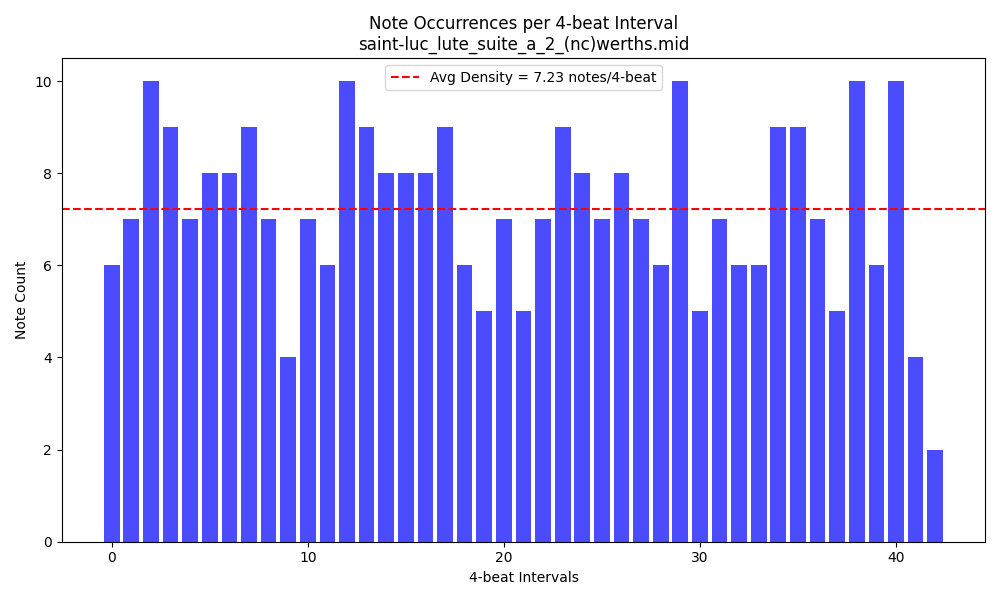 Note Occurrences per 4-beat Interval
saint-luc_lute_suite_a_2_(nc)werths.mid
Avg Density = 7.23 notes/4-beat
10
8
6
4
2
0
Note Count
0 10 20 30 40
4-beat Intervals